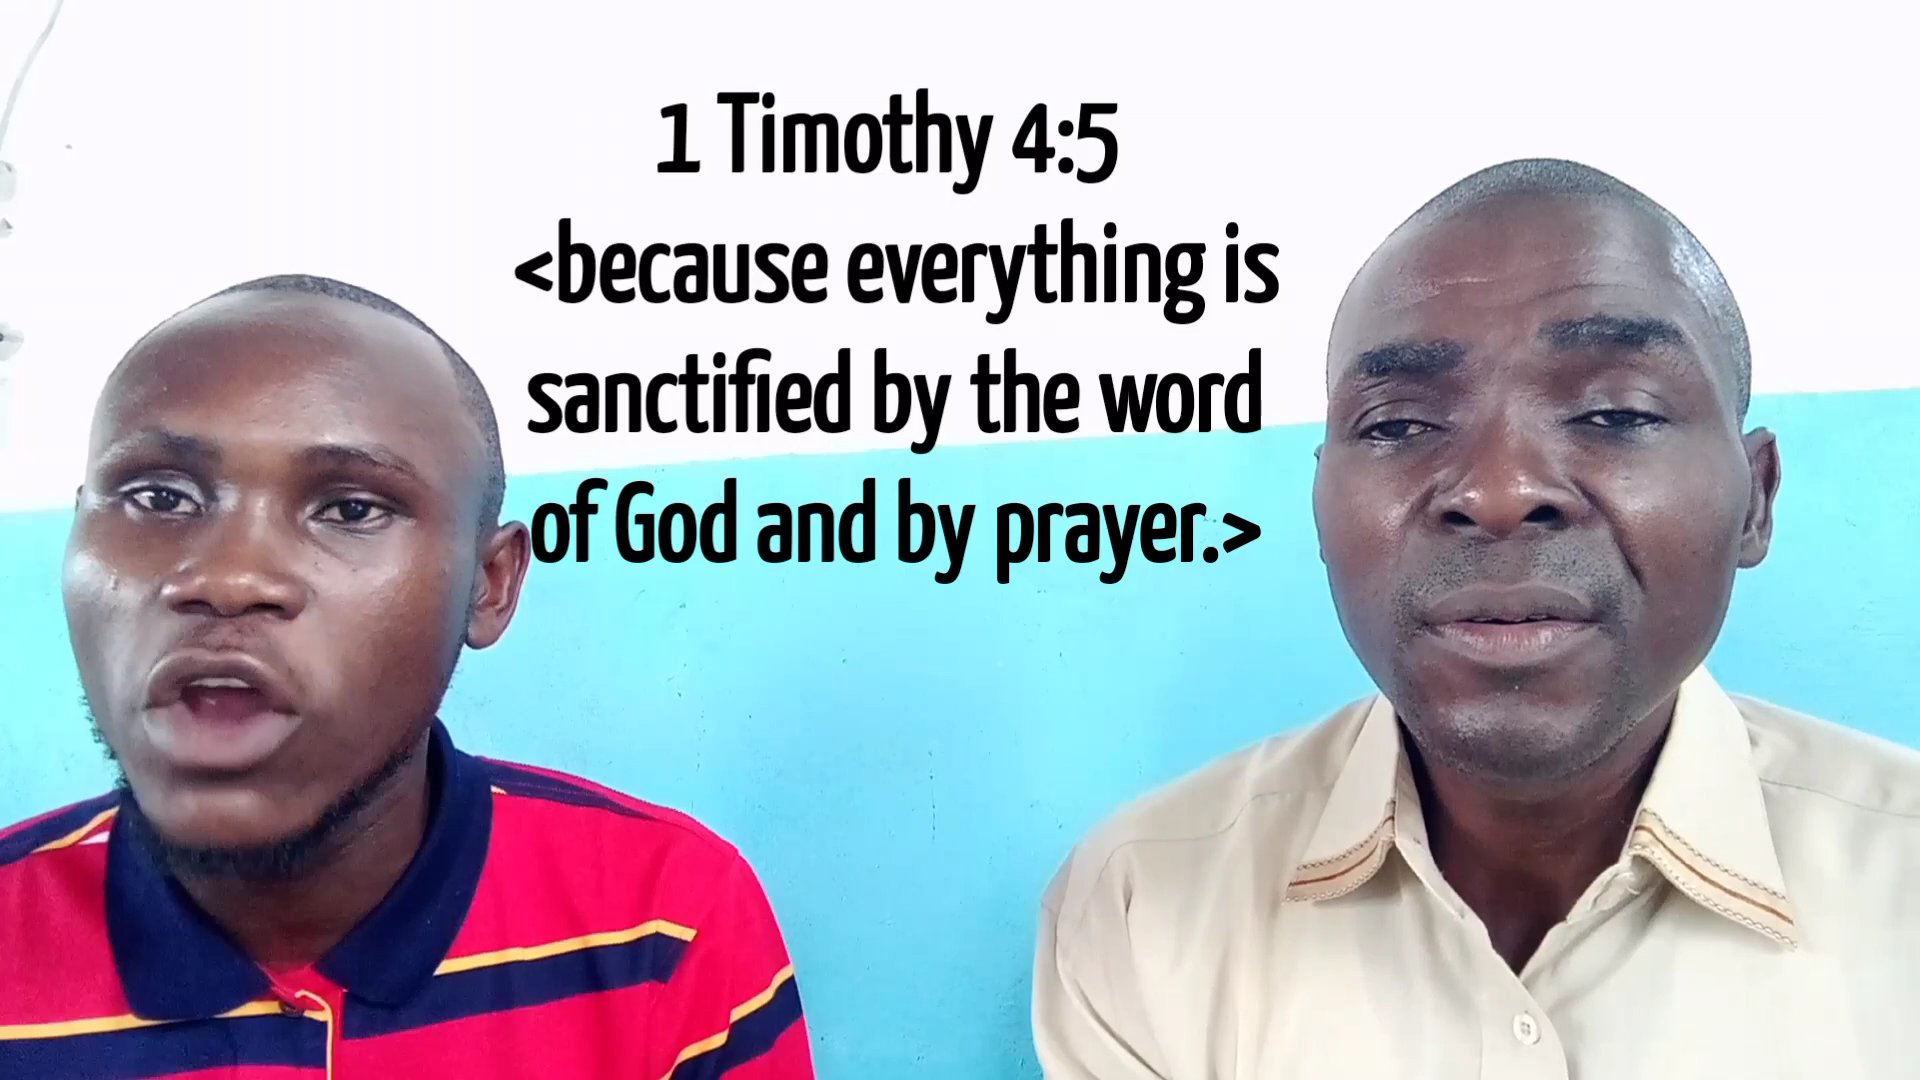 1 Timothy 4:5
<because everything is
sanctified by the word
of God and by prayer.>